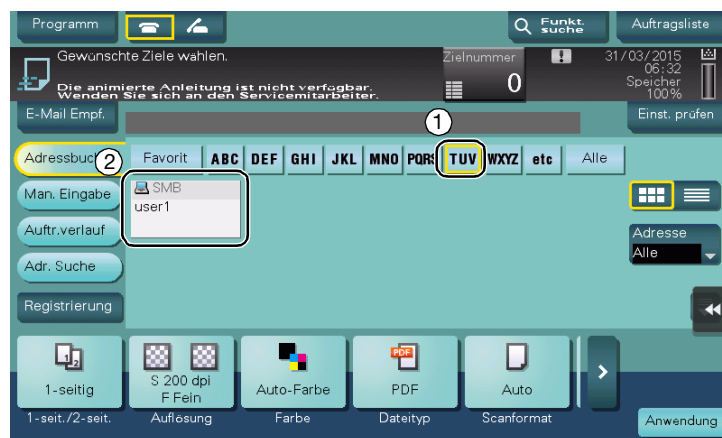 Programm
Funkt.
suche
Auftragsliste
Gewünschte Ziele wählen.
Die animierte Anleitung ist nicht verfügbar.
Wenden Sie sich an den Servicemitarbeiter.
Zielnummer
0
31/03/2015
06:32
Speicher
100%
E-Mail Empf.
Einst. prüfen
1
Adressbuch
2
Favorit ABC DEF GHI JKL MNO PQRS TUV WXYZ etc Alle
SMB
user1
Man. Eingabe
Auftr.verlauf
Adr. Suche
Registrierung
Adresse
Alle
1-seitig
1-seit./2-seit.
S 200 dpi
F Fein
Auflösung
Auto-Farbe
Farbe
PDF
PDF
Dateityp
Auto
Scanformat
Anwendung